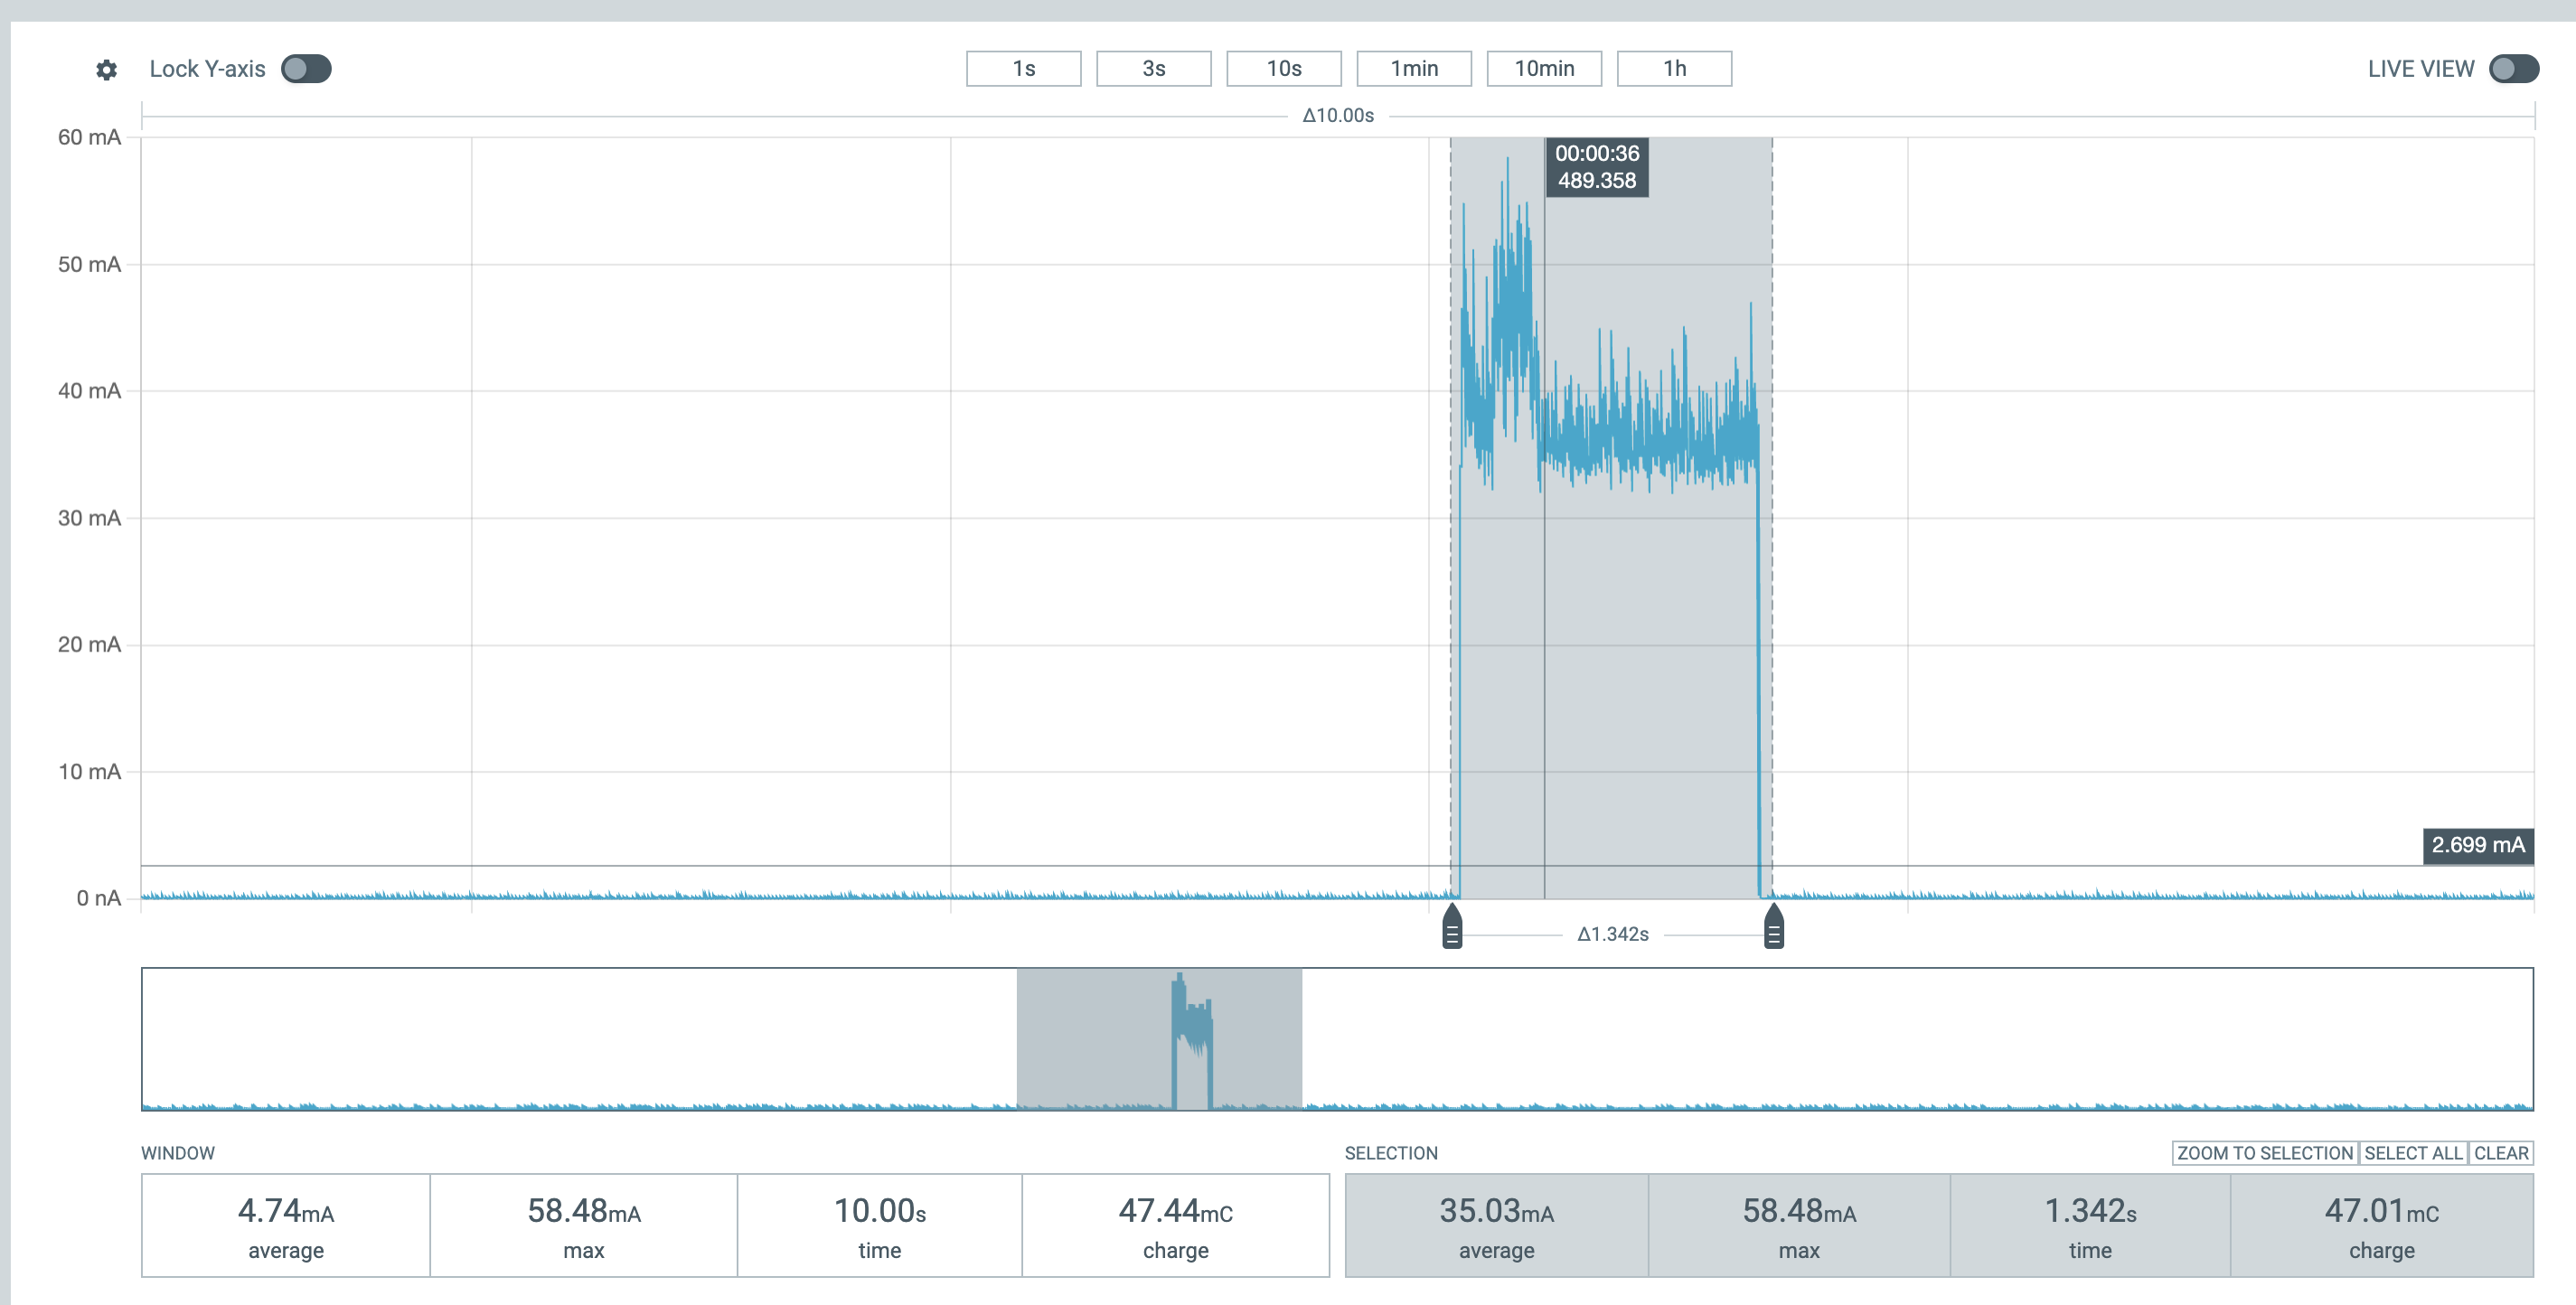 Lock Y-axis
1s 3s 10s 1min 10min 1h
LIVE VIEW
Δ10.00s
60 mA
50 mA
40 mA
30 mA
20 mA
10 mA
0 nA
00:00:36
489.358
2.699 mA
Δ1.342s
WINDOW
4.74mA
average
58.48mA
max
10.00s
time
47.44mC
charge
SELECTION
ZOOM TO SELECTION SELECT ALL CLEAR
35.03mA
average
58.48mA
max
1.342s
time
47.01mC
charge